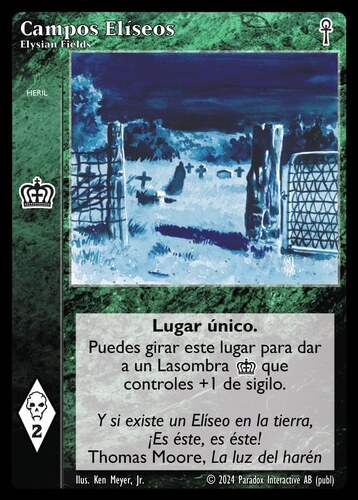 Campos Elíseos
Elysian Fields
HERIL
Lugar único.
Puedes girar este lugar para dar
a un Lasombra que
controles +1 de sigilo.
Y si existe un Elíseo en la tierra,
¡Es éste, es éste!
Thomas Moore, La luz del harén
2
Ilus. Ken Meyer, Jr.
© 2024 Paradox Interactive AB (publ)